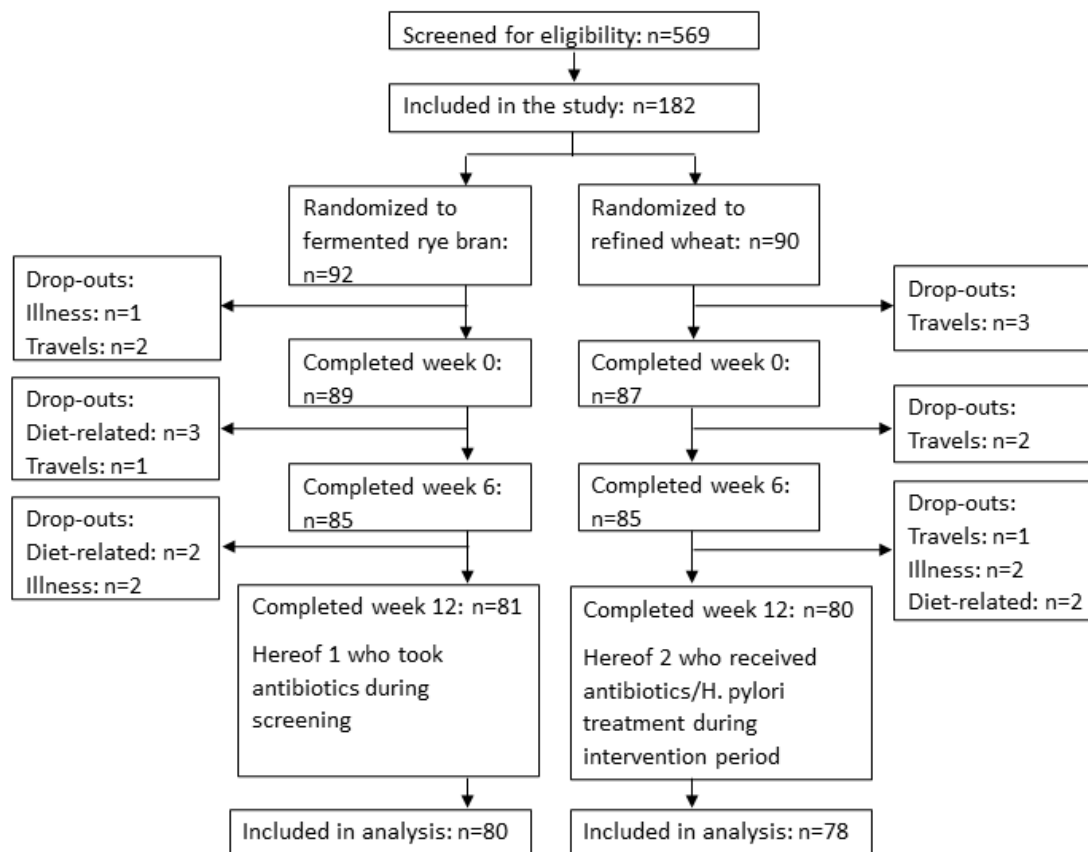 Screened for eligibility: n=569
Included in the study: n=182
Randomized to
fermented rye bran:
n=92
Randomized to
refined wheat: n=90
Drop-outs:
Illness: n=1
Travels: n=2
Drop-outs:
Travels: n=3
Completed week 0:
n=89
Completed week 0:
n=87
Drop-outs:
Diet-related: n=3
Travels: n=1
Drop-outs:
Travels: n=2
Completed week 6:
n=85
Completed week 6:
n=85
Drop-outs:
Diet-related: n=2
Illness: n=2
Drop-outs:
Travels: n=1
Illness: n=2
Diet-related: n=2
Completed week 12: n=81
Hereof 1 who took
antibiotics during
screening
Completed week 12: n=80
Hereof 2 who received
antibiotics/H. pylori
treatment during
intervention period
Included in analysis: n=80
Included in analysis: n=78